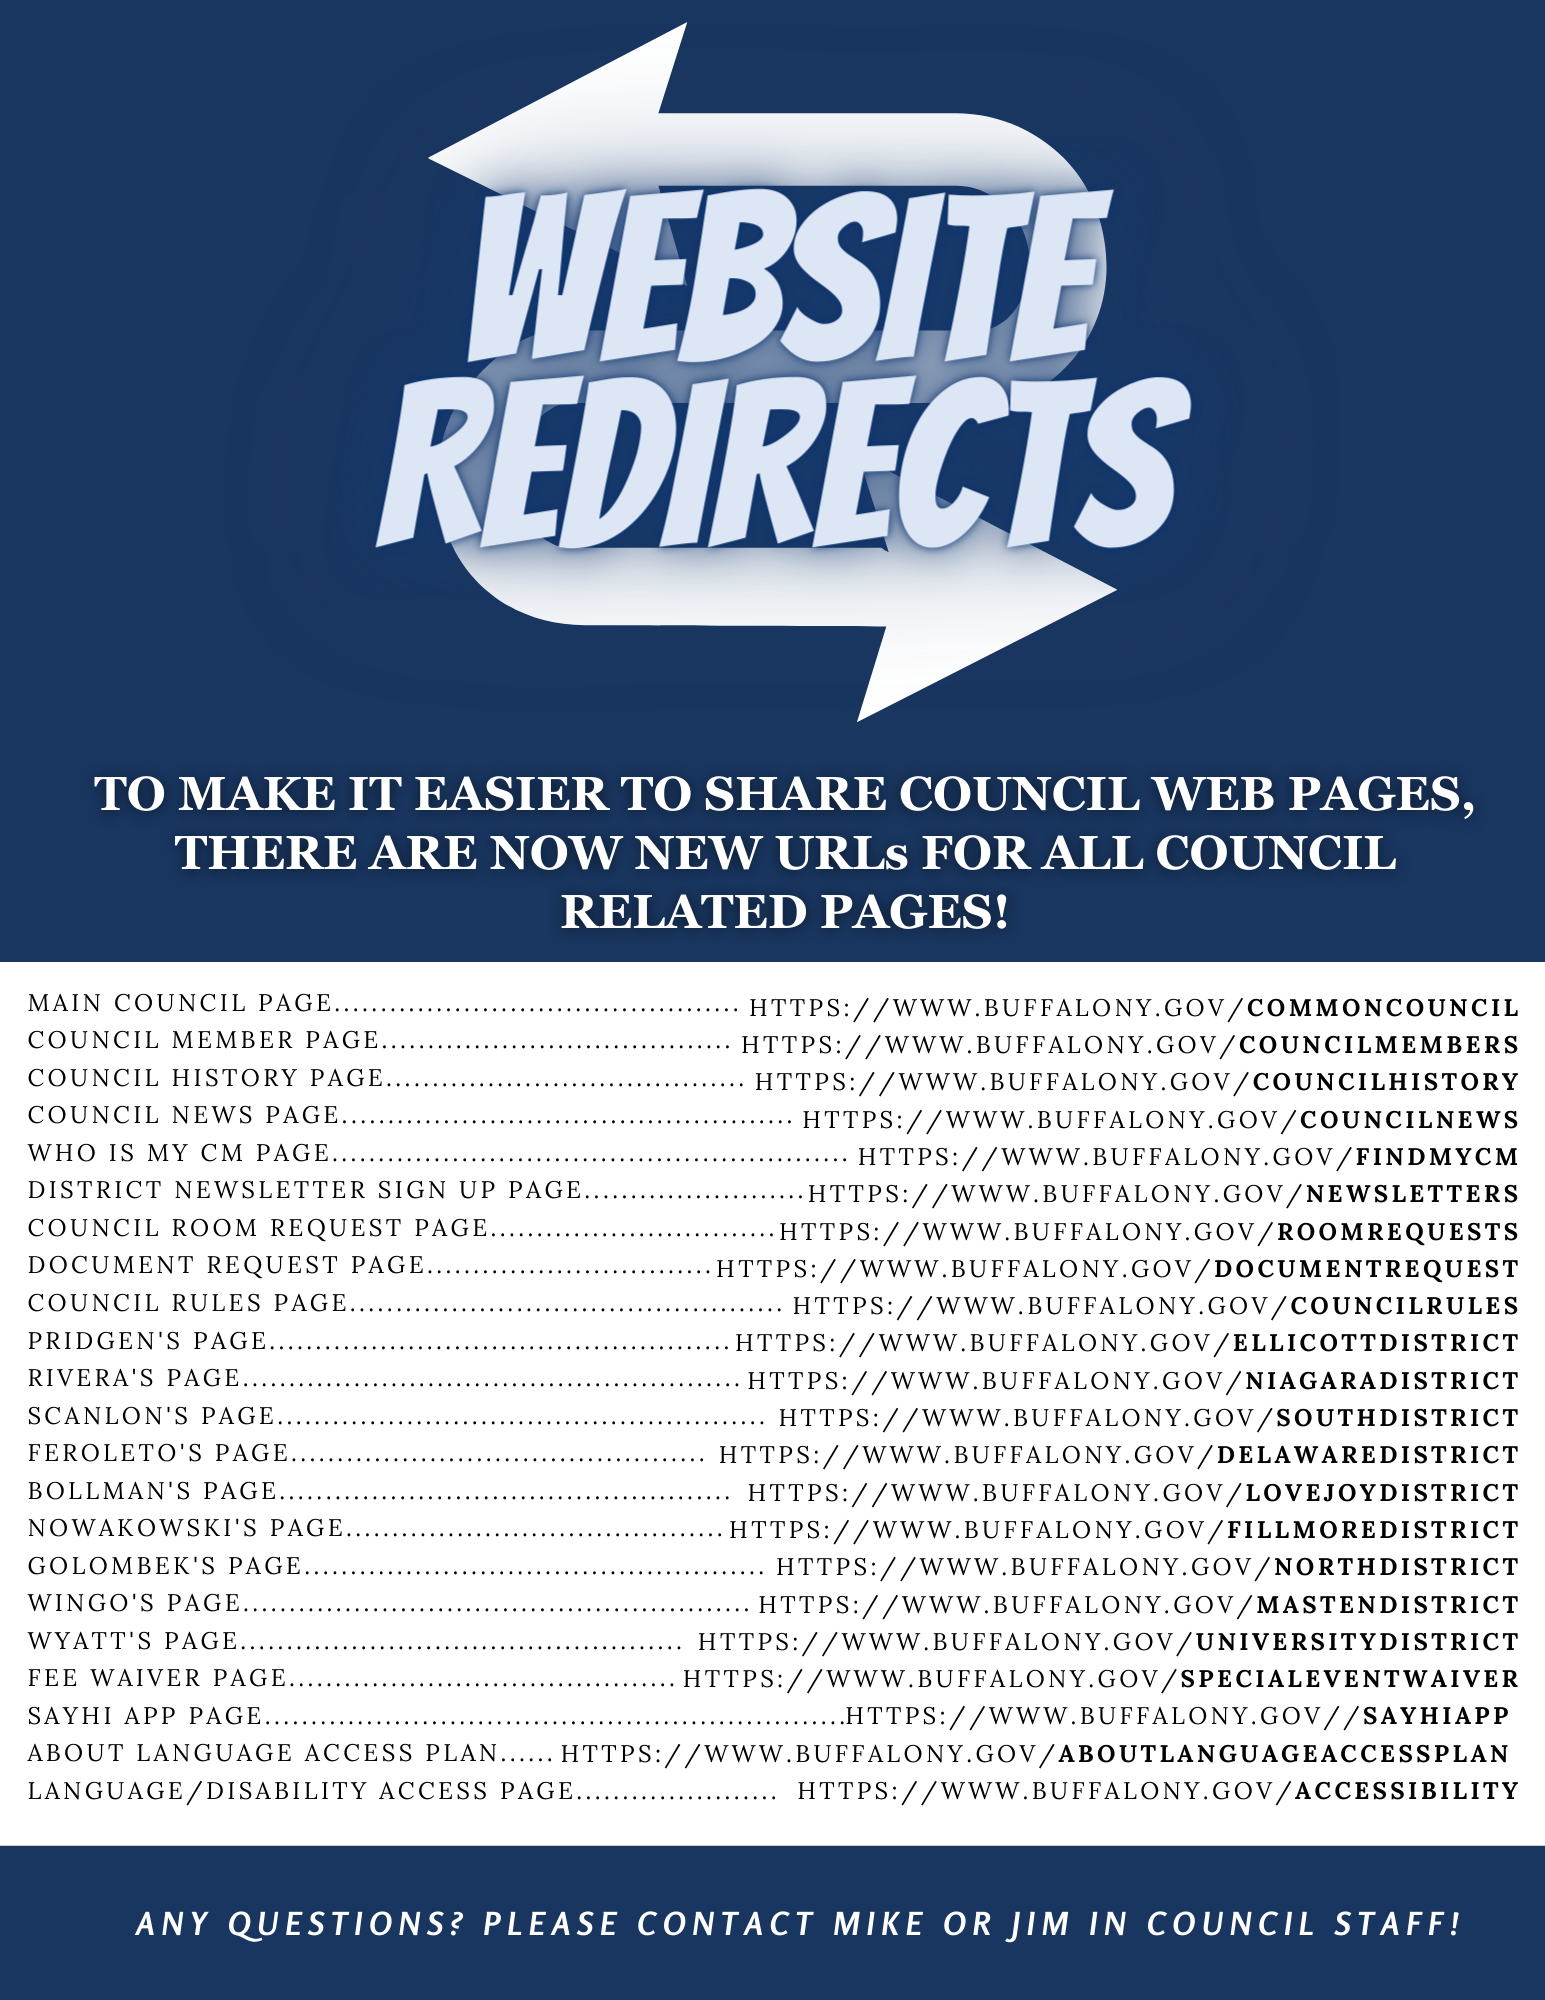 WEBSITE
REDIRECTS
TO MAKE IT EASIER TO SHARE COUNCIL WEB PAGES,
THERE ARE NOW NEW URLs FOR ALL COUNCIL
RELATED PAGES!
MAIN COUNCIL PAGE............................................ HTTPS://WWW.BUFFALONY.GOV/COMMONCOUNCIL
COUNCIL MEMBER PAGE...................................... HTTPS://WWW.BUFFALONY.GOV/COUNCILMEMBERS
COUNCIL HISTORY PAGE....................................... HTTPS://WWW.BUFFALONY.GOV/COUNCILHISTORY
COUNCIL NEWS PAGE................................................. HTTPS://WWW.BUFFALONY.GOV/COUNCILNEWS
WHO IS MY CM PAGE........................................................ HTTPS://WWW.BUFFALONY.GOV/FINDMYCM
DISTRICT NEWSLETTER SIGN UP PAGE........................HTTPS://WWW.BUFFALONY.GOV/NEWSLETTERS
COUNCIL ROOM REQUEST PAGE...............................HTTPS://WWW.BUFFALONY.GOV/ROOMREQUESTS
DOCUMENT REQUEST PAGE...............................HTTPS://WWW.BUFFALONY.GOV/DOCUMENTREQUEST
COUNCIL RULES PAGE............................................... HTTPS://WWW.BUFFALONY.GOV/COUNCILRULES
PRIDGEN'S PAGE..................................................HTTPS://WWW.BUFFALONY.GOV/ELLICOTTDISTRICT
RIVERA'S PAGE...................................................... HTTPS://WWW.BUFFALONY.GOV/NIAGARADISTRICT
SCANLON'S PAGE..................................................... HTTPS://WWW.BUFFALONY.GOV/SOUTHDISTRICT
FEROLETO'S PAGE............................................. HTTPS://WWW.BUFFALONY.GOV/DELAWAREDISTRICT
BOLLMAN'S PAGE................................................. HTTPS://WWW.BUFFALONY.GOV/LOVEJOYDISTRICT
NOWAKOWSKI'S PAGE.........................................HTTPS://WWW.BUFFALONY.GOV/FILLMOREDISTRICT
GOLOMBEK'S PAGE.................................................. HTTPS://WWW.BUFFALONY.GOV/NORTHDISTRICT
WINGO'S PAGE....................................................... HTTPS://WWW.BUFFALONY.GOV/MASTENDISTRICT
WYATT'S PAGE................................................ HTTPS://WWW.BUFFALONY.GOV/UNIVERSITYDISTRICT
FEE WAIVER PAGE.......................................... HTTPS://WWW.BUFFALONY.GOV/SPECIALEVENTWAIVER
SAYHI APP PAGE...............................................................HTTPS://WWW.BUFFALONY.GOV//SAYHIAPP
ABOUT LANGUAGE ACCESS PLAN...... HTTPS://WWW.BUFFALONY.GOV/ABOUTLANGUAGEACCESSPLAN
LANGUAGE/DISABILITY ACCESS PAGE...................... HTTPS://WWW.BUFFALONY.GOV/ACCESSIBILITY
ANY QUESTIONS? PLEASE CONTACT MIKE OR JIM IN COUNCIL STAFF!